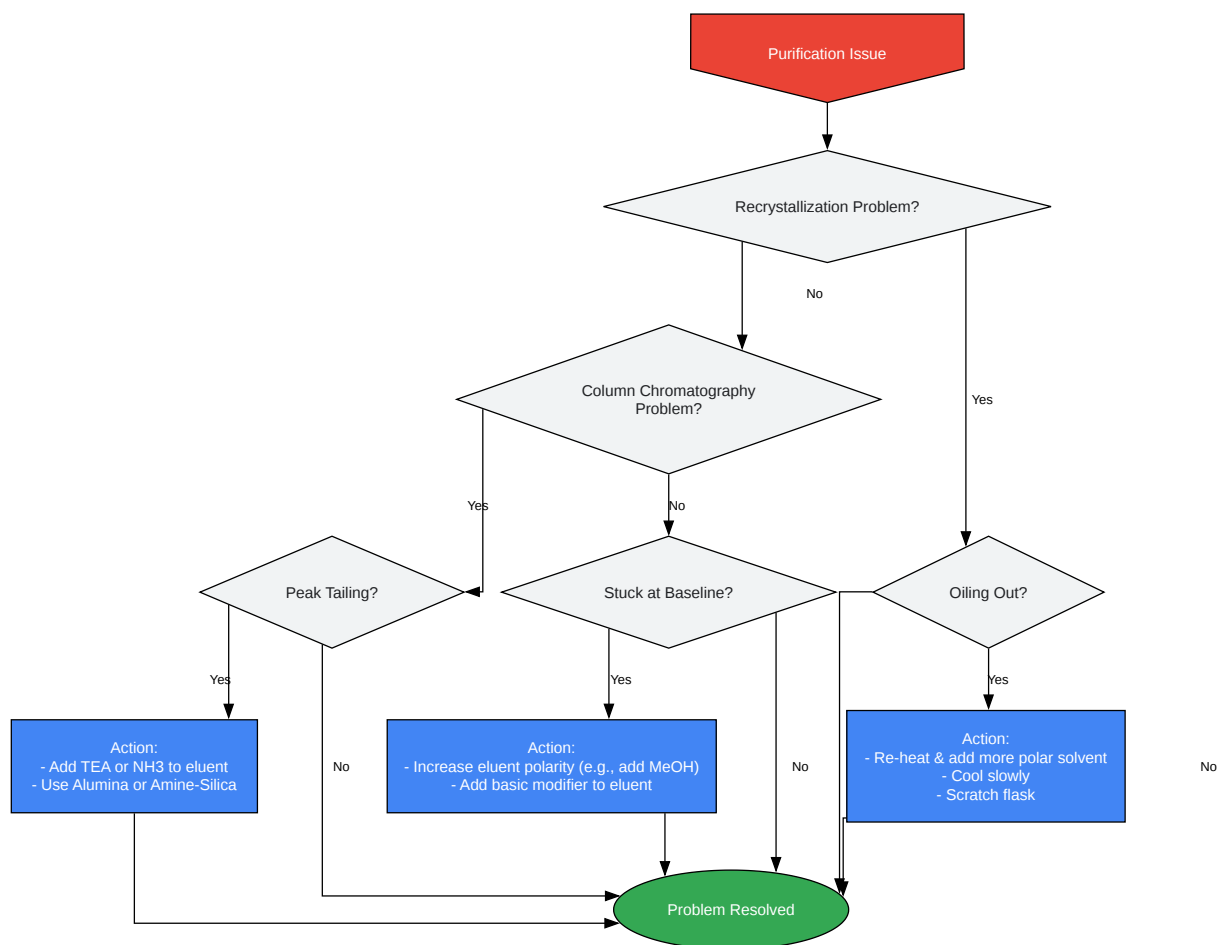 Purification Issue
Recrystallization Problem?
No
Column Chromatography
Problem?
Yes
Yes
No
Peak Tailing?
Stuck at Baseline?
Oiling Out?
Yes
Yes
Yes
Action:
- Add TEA or NH3 to eluent
- Use Alumina or Amine-Silica
No
Action:
- Increase eluent polarity (e.g., add MeOH)
- Add basic modifier to eluent
No
Action:
- Re-heat & add more polar solvent
- Cool slowly
- Scratch flask
No
Problem Resolved